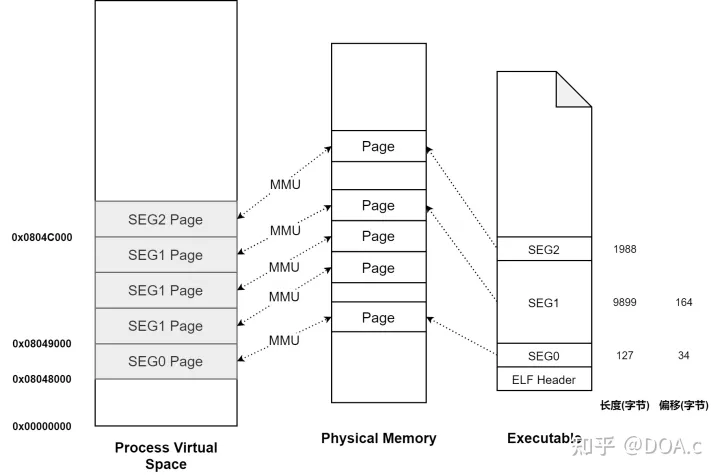 SEG2 Page
SEG1 Page
SEG1 Page
SEG1 Page
SEG0 Page
0x0804C000
0x08049000
0x08048000
0x00000000
Process Virtual
Space
MMU
MMU
MMU
MMU
MMU
Page
Page
Page
Page
Page
Physical Memory
SEG2 1988
SEG1 9899 164
SEG0 127 34
ELF Header
长度(字节) 偏移(字节)
Executable
知乎 @DOA.c